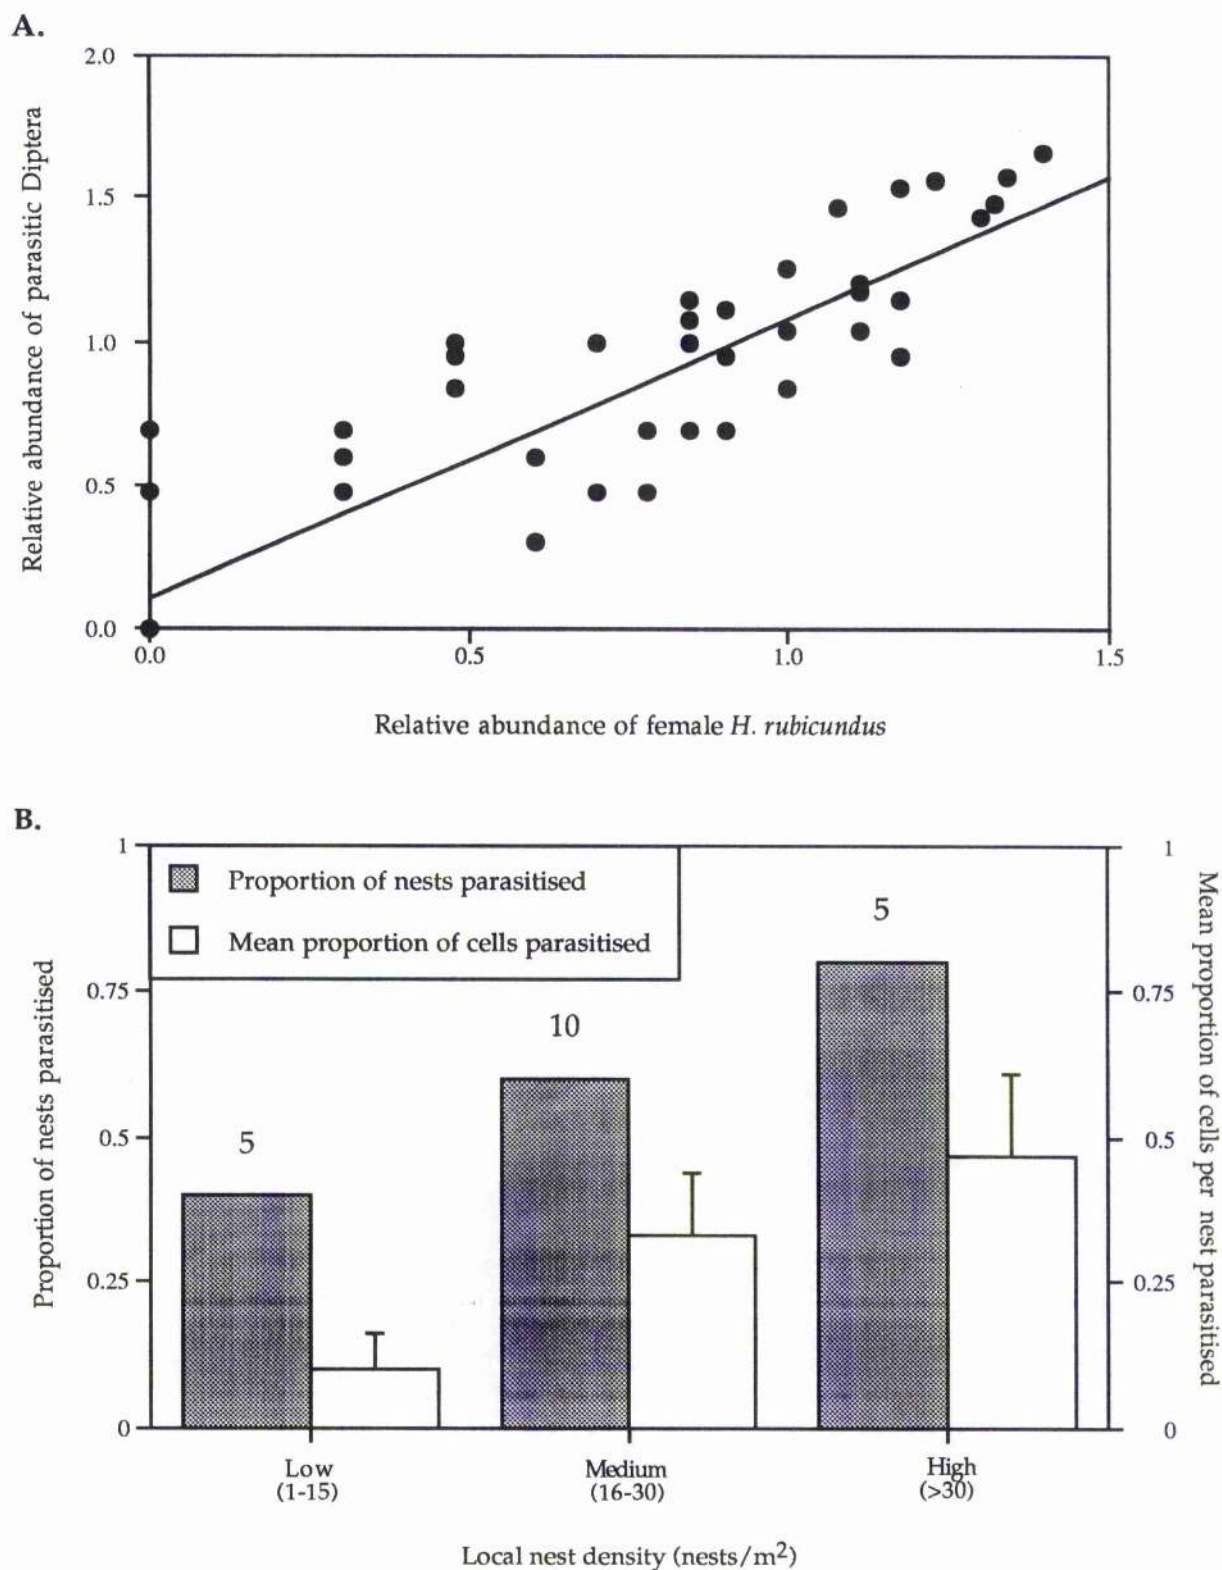 A.
2.0
1.5
1.0
0.5
0.0
Relative abundance of parasitic Diptera
0.0 0.5 1.0 1.5
Relative abundance of female H. rubicundus
B.
1
0.75
0.5
0.25
0
Proportion of nests parasitised
Proportion of nests parasitised
Mean proportion of cells parasitised
5
10
5
1
0.75
0.5
0.25
0
Mean proportion of cells per nest parasitised
Low Medium High
(1-15) (16-30) (>30)
Local nest density (nests/m²)